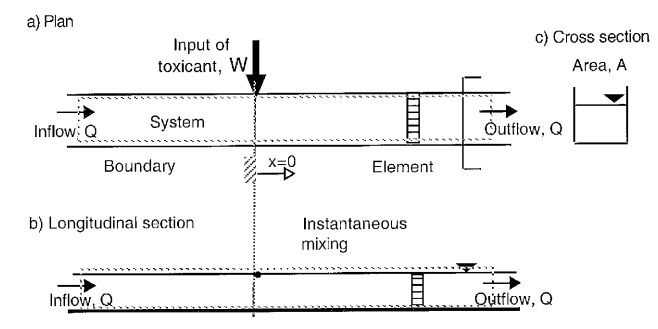 a) Plan
Input of
toxicant, W
c) Cross section
Area, A
Inflow, Q
System
Outflow, Q
Boundary
x=0
Element
b) Longitudinal section
Instantaneous
mixing
Inflow, Q
Outflow, Q